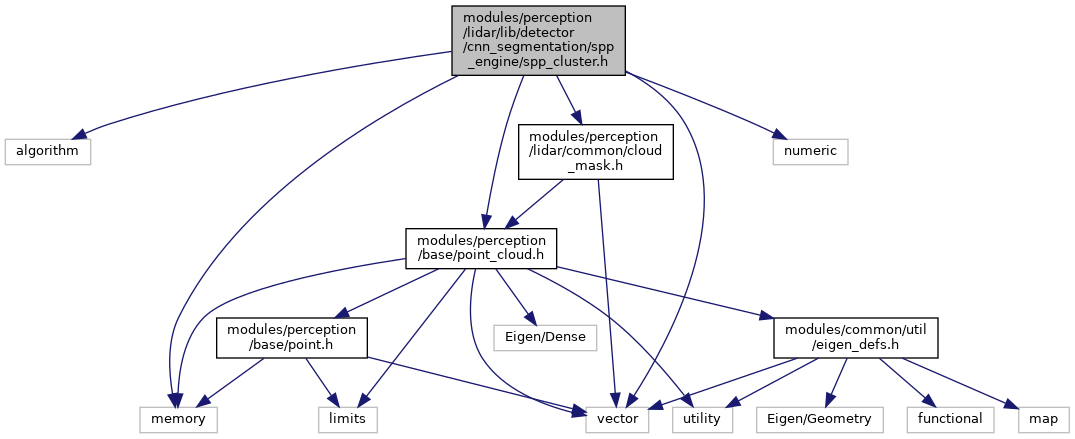 modules/perception
/lidar/lib/detector
/cnn_segmentation/spp
_engine/spp_cluster.h
algorithm
modules/perception
/lidar/common/cloud
_mask.h
numeric
modules/perception
/base/point_cloud.h
modules/perception
/base/point.h
Eigen/Dense
modules/common/util
/eigen_defs.h
memory
limits
vector
utility
Eigen/Geometry
functional
map